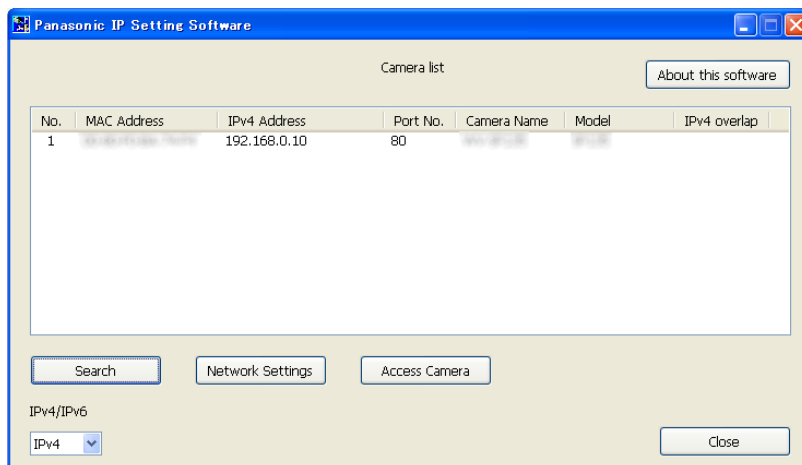 Panasonic IP Setting Software
Camera list
About this software
No. MAC Address IPv4 Address Port No. Camera Name Model IPv4 overlap
1 192.168.0.10 80
Search Network Settings Access Camera
IPv4/IPv6
IPv4
Close